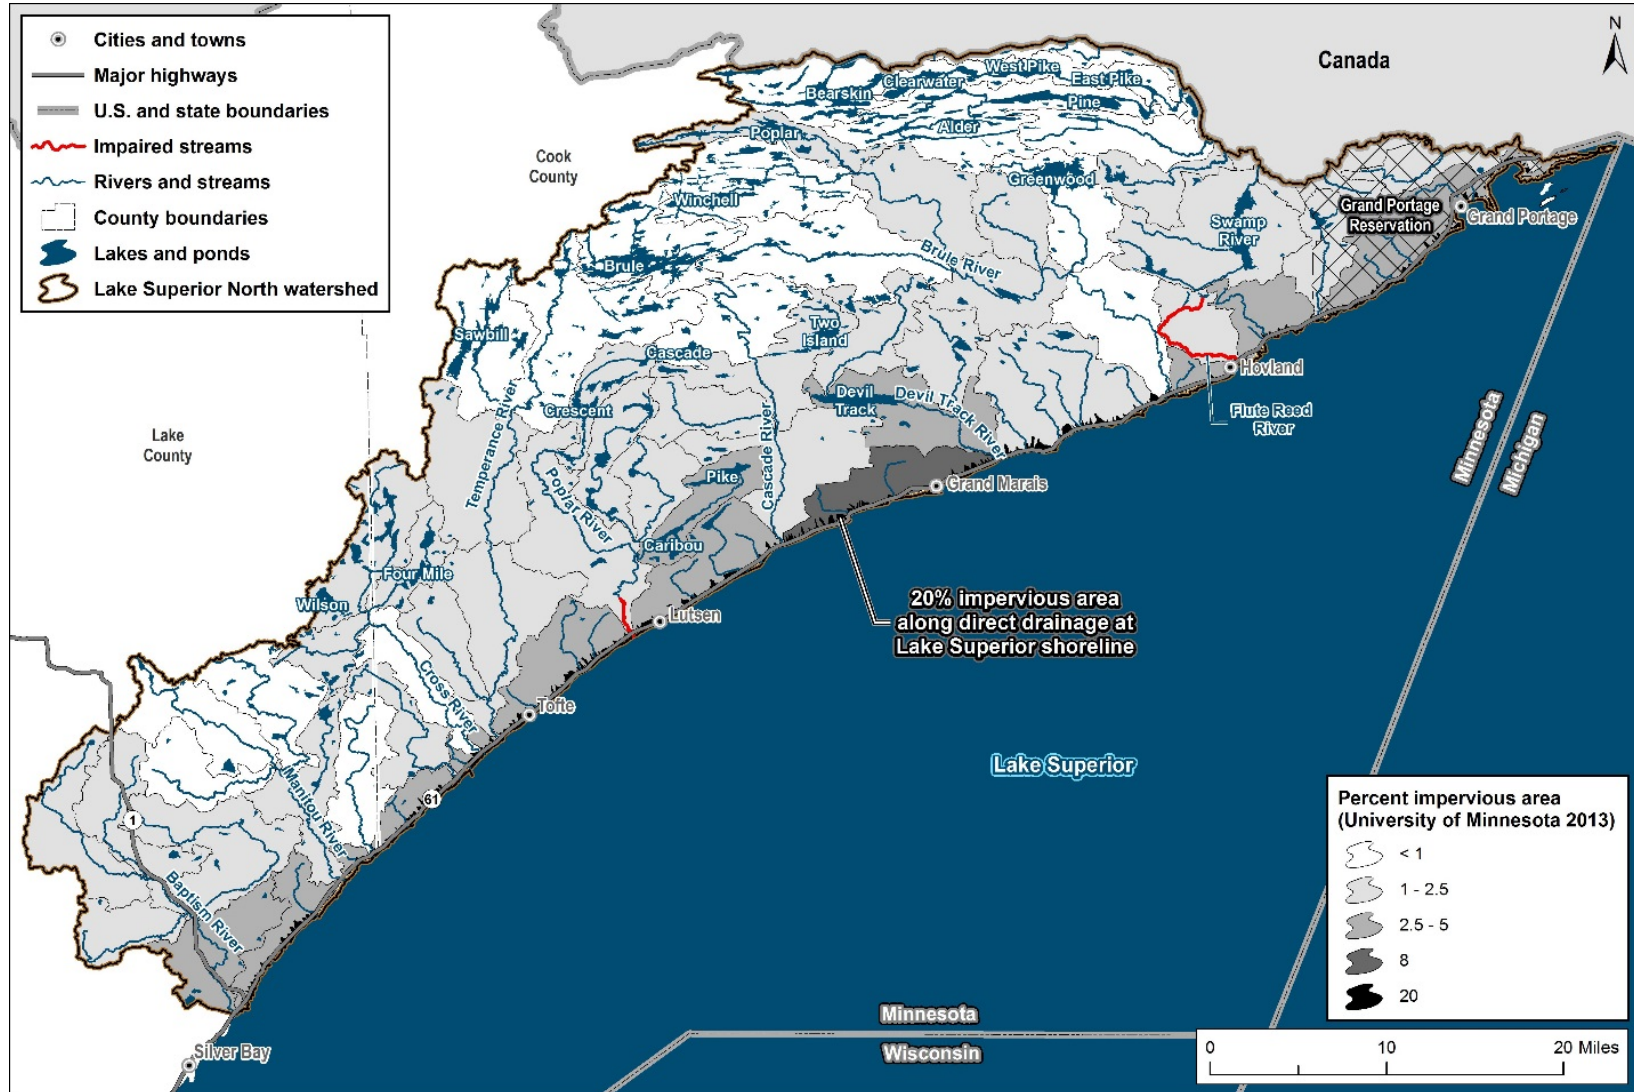 Cities and towns
Major highways
U.S. and state boundaries
Impaired streams
Rivers and streams
County boundaries
Lakes and ponds
Lake Superior North watershed
N
Canada
West Pike
Clearwater
East Pike
Bearskin
Pine
Alder
Poplar
Cook
County
Greenwood
Winchell
Grand Portage
Reservation
Grand Portage
Swamp
River
Brule River
Brule
Two
Island
Sawbill
Cascade
Hovland
Devil
Track
Devil Track River
Crescent
Temperance River
Flute Reed
River
Minnesota
Michigan
Lake
County
Cascade River
Pike
Poplar River
Grand Marais
Caribou
Four Mile
Wilson
Lutsen
20% impervious area
along direct drainage at
Lake Superior shoreline
Cross River
Tofte
Lake Superior
Manitou River
61
1
Baptism River
Percent impervious area
(University of Minnesota 2013)
< 1
1 - 2.5
2.5 - 5
8
20
Minnesota
Wisconsin
Silver Bay
0
10
20 Miles